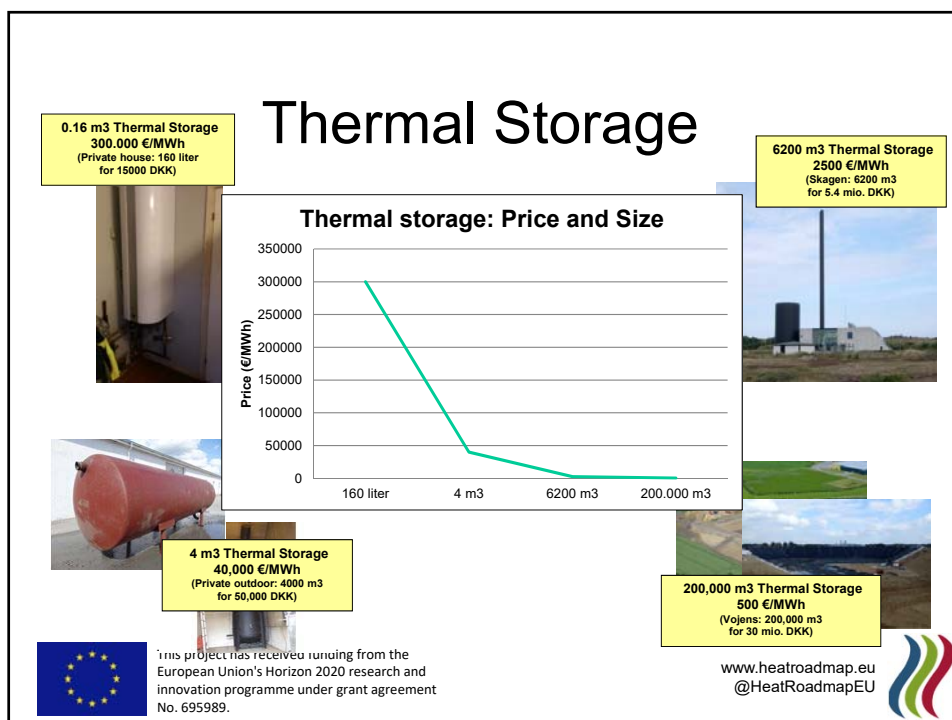 Thermal Storage
0.16 m3 Thermal Storage
300.000 €/MWh
(Private house: 160 liter
for 15000 DKK)
6200 m3 Thermal Storage
2500 €/MWh
(Skagen: 6200 m3
for 5.4 mio. DKK)
Thermal storage: Price and Size
Price (€/MWh)
350000
300000
250000
200000
150000
100000
50000
0
160 liter
4 m3
6200 m3
200.000 m3
4 m3 Thermal Storage
40,000 €/MWh
(Private outdoor: 4000 m3
for 50,000 DKK)
200,000 m3 Thermal Storage
500 €/MWh
(Vojens: 200,000 m3
for 30 mio. DKK)
This project has received funding from the
European Union's Horizon 2020 research and
innovation programme under grant agreement
No. 695989.
www.heatroadmap.eu
@HeatRoadmapEU